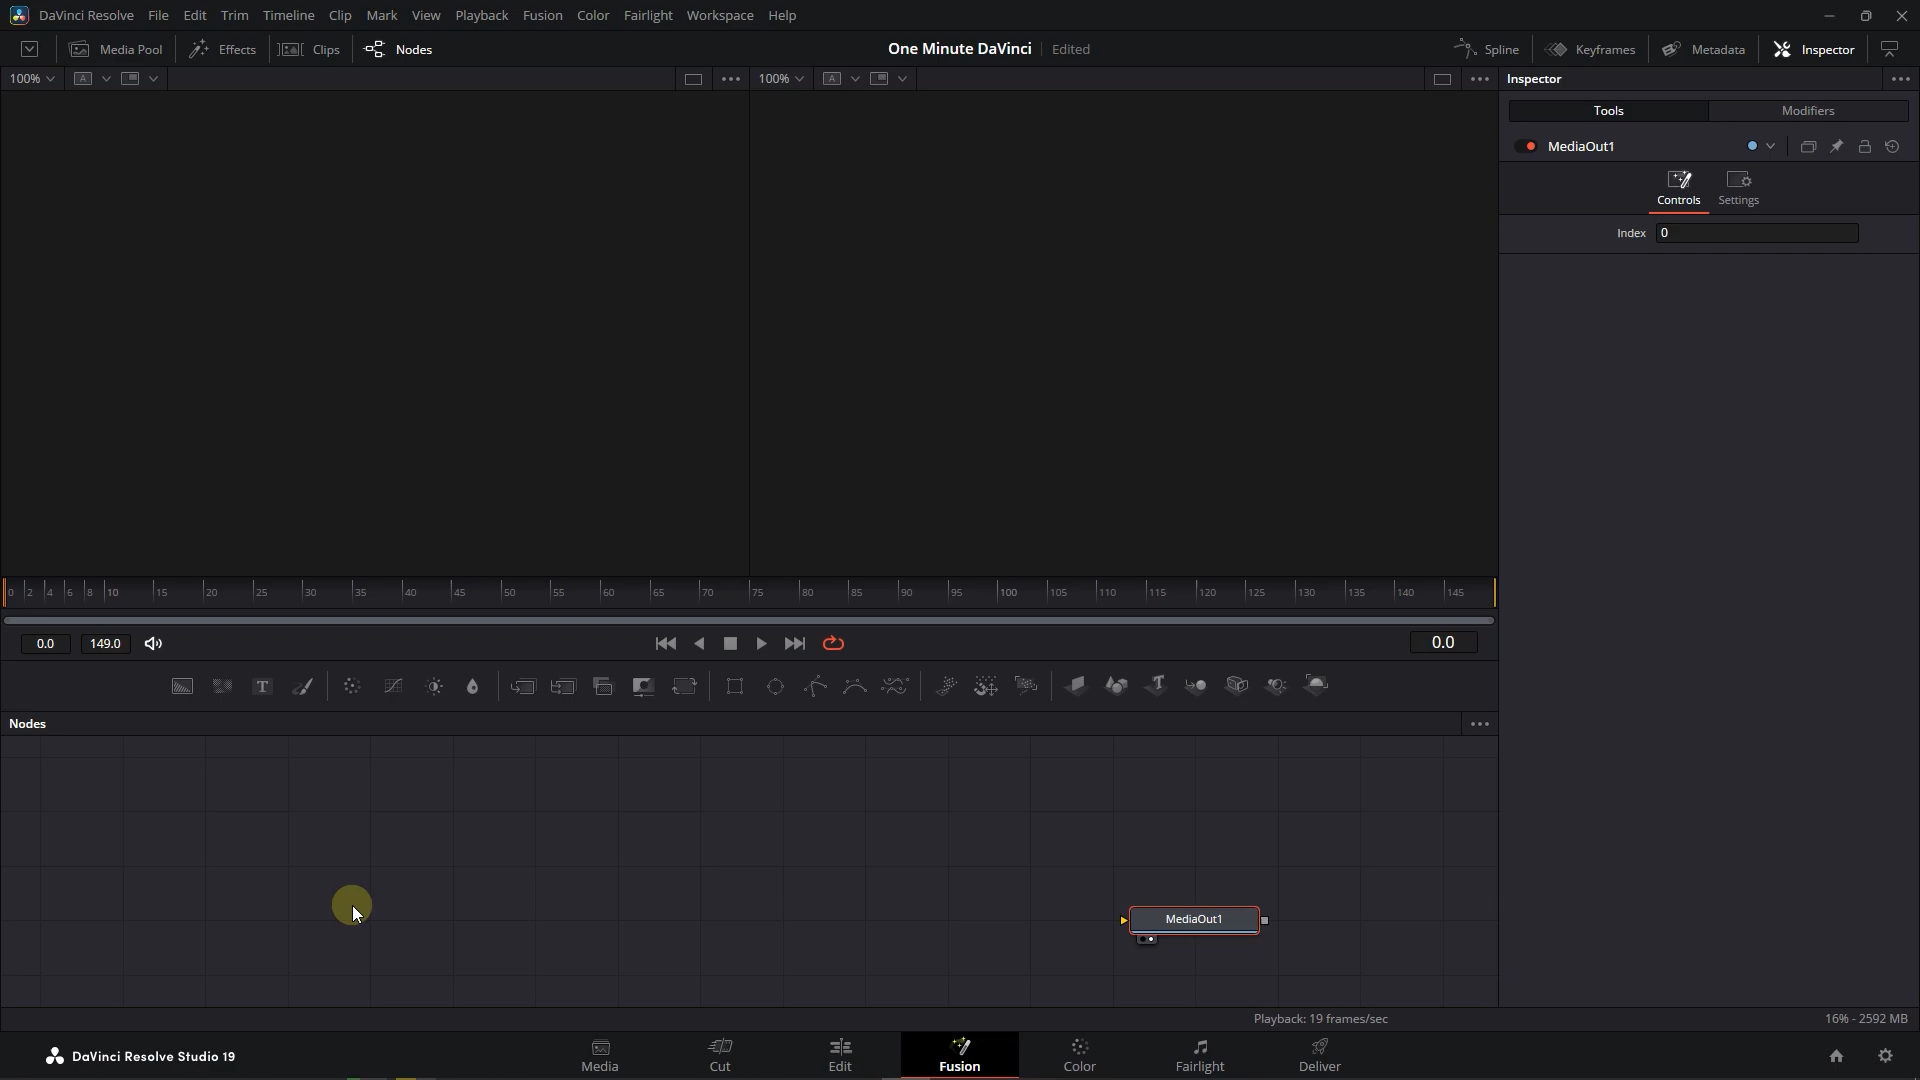 DaVinci Resolve File Edit Trim Timeline Clip Mark View Playback Fusion Color Fairlight Workspace Help
Media Pool Effects Clips Nodes One Minute DaVinci Edited Spline Keyframes Metadata Inspector
100% A 100% A Inspector
Tools Modifiers
MediaOut1
Controls Settings
Index 0
0 2 4 6 8 10 15 20 25 30 35 40 45 50 55 60 65 70 75 80 85 90 95 100 105 110 115 120 125 130 135 140 145
0.0 149.0 0.0
T
Nodes
MediaOut1
Playback: 19 frames/sec 16% - 2592 MB
DaVinci Resolve Studio 19 Media Cut Edit Fusion Color Fairlight Deliver